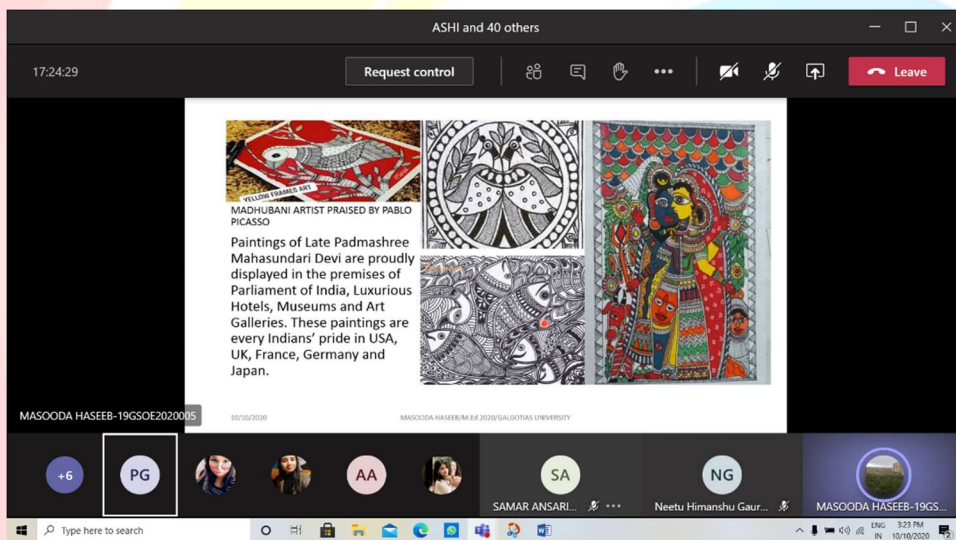 ASHI and 40 others
17:24:29
Request control
Leave
YELLOW FRAMES ART
MADHUBANI ARTIST PRAISED BY PABLO
PICASSO
Paintings of Late Padmashree
Mahasundari Devi are proudly
displayed in the premises of
Parliament of India, Luxurious
Hotels, Museums and Art
Galleries. These paintings are
every Indians' pride in USA,
UK, France, Germany and
Japan.
MASOODA HASEEB-19GSOE2020005
10/10/2020
MASOODA HASEEB/M.Ed 2020/GALGOTIAS UNIVERSITY
+6
PG
AA
SA
NG
SAMAR ANSARI...
Neetu Himanshu Gaur...
MASOODA HASEEB-19GS...
Type here to search
ENG
IN
3:23 PM
10/10/2020